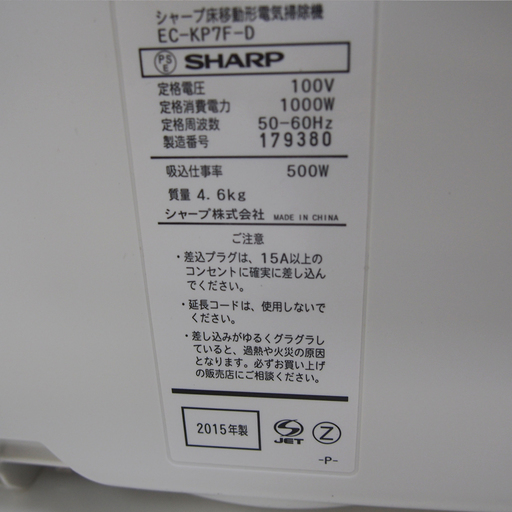 シャープ床移動形電気掃除機
EC-KP7F-D
PS E SHARP
定格電圧 100V
定格消費電力 1000W
定格周波数 50-60Hz
製造番号 179380
吸込仕事率 500W
質量 4.6kg
シャープ株式会社 MADE IN CHINA
ご注意
・差込プラグは、15A以上の
コンセントに確実に差し込ん
でください。
・延長コードは、使用しないで
ください。
・差し込みがゆるくグラグラ
していると、過熱や火災の原因
となります。必ずお買い上げ
の販売店にご相談ください。
2015年製 S JET Z
-P-